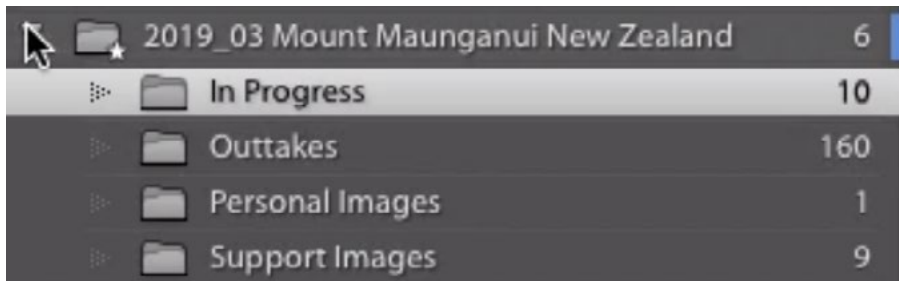 2019_03 Mount Maunganui New Zealand 6
In Progress 10
Outtakes 160
Personal Images 1
Support Images 9